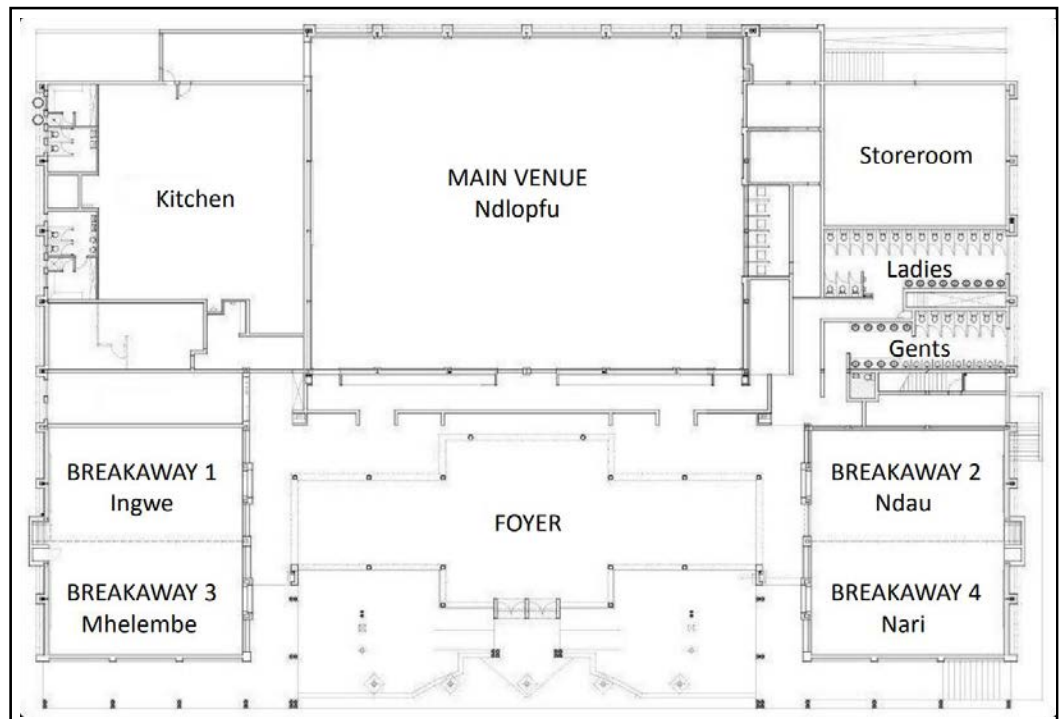 MAIN VENUE
Ndlopfu
Kitchen
Storeroom
Ladies
Gents
BREAKAWAY 1
Ingwe
BREAKAWAY 2
Ndau
FOYER
BREAKAWAY 3
Mhelembe
BREAKAWAY 4
Nari